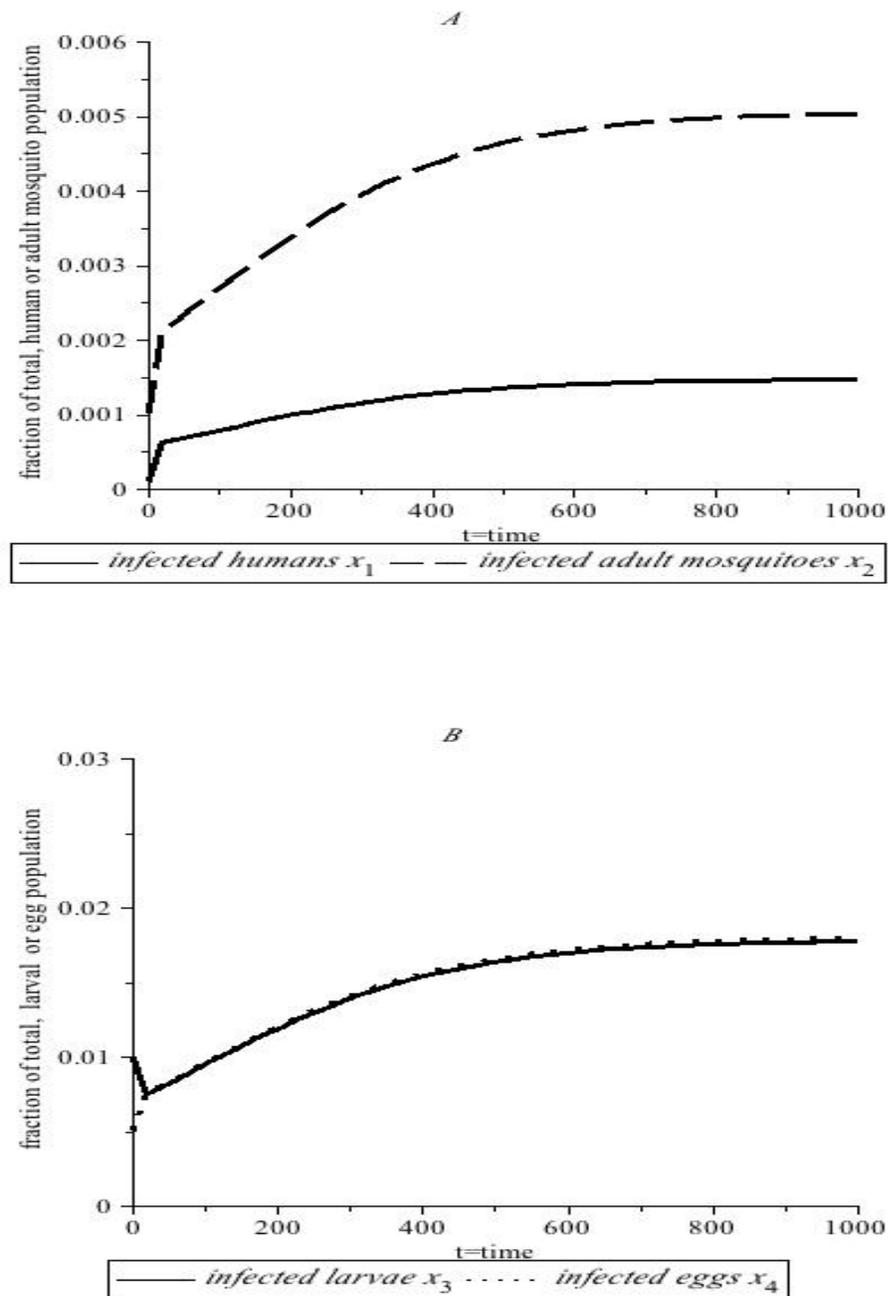 A
fraction of total, human or adult mosquito population
0.006
0.005
0.004
0.003
0.002
0.001
0
0 200 400 600 800 1000
t=time
infected humans x1 infected adult mosquitoes x2
B
fraction of total, larval or egg population
0.03
0.02
0.01
0
0 200 400 600 800 1000
t=time
infected larvae x3 infected eggs x4